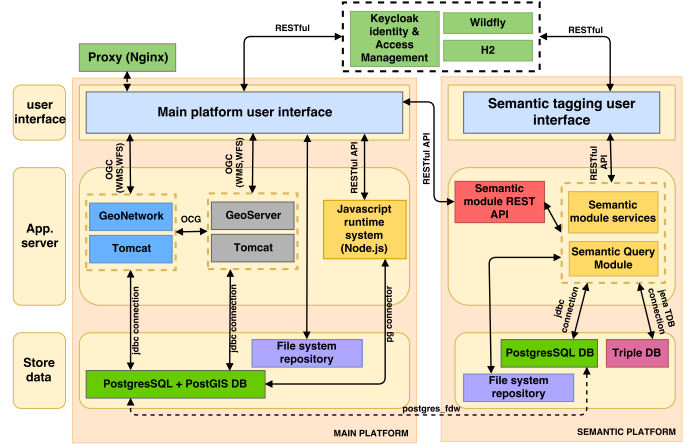 RESTful
Keycloak
identity &
Access
Management
Wildfly
H2
RESTful
Proxy (Nginx)
user
interface
Main platform user interface
Semantic tagging user
interface
OGC
(WMS,WFS)
OGC
(WMS,WFS)
RESTful API
RESTful API
RESTful
API
App.
server
GeoNetwork
Tomcat
OCG
GeoServer
Tomcat
Javascript
runtime
system
(Node.js)
Semantic
module REST
API
Semantic
module services
Semantic Query
Module
jdbc connection
jdbc connection
pg connector
jdbc
connection
jena TDB
connection
Store
data
File system
repository
PostgresSQL + PostGIS DB
PostgresSQL DB
Triple DB
File system
repository
postgres_fdw
MAIN PLATFORM
SEMANTIC PLATFORM